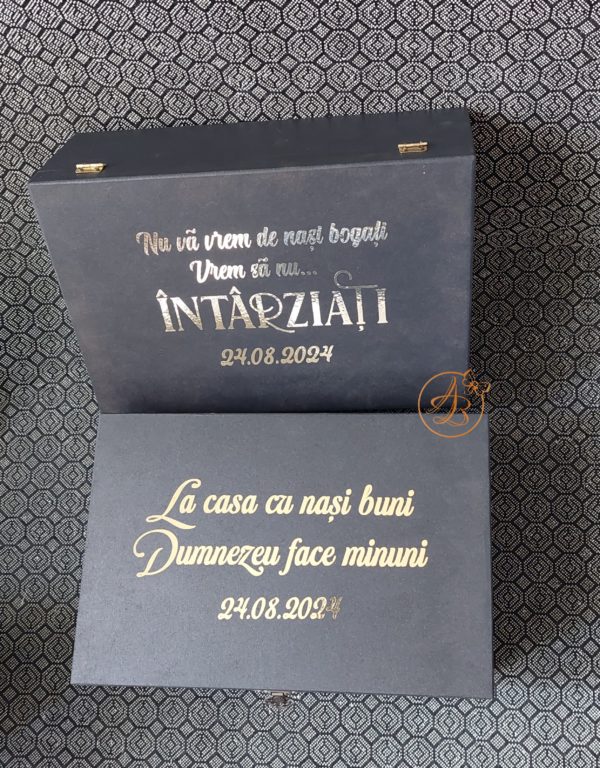 Nu vă vrem de nași bogați
Vrem să nu...
ÎNTÂRZIAȚI
24.08.2024
AB
La casa cu nași buni
Dumnezeu face minuni
24.08.2024